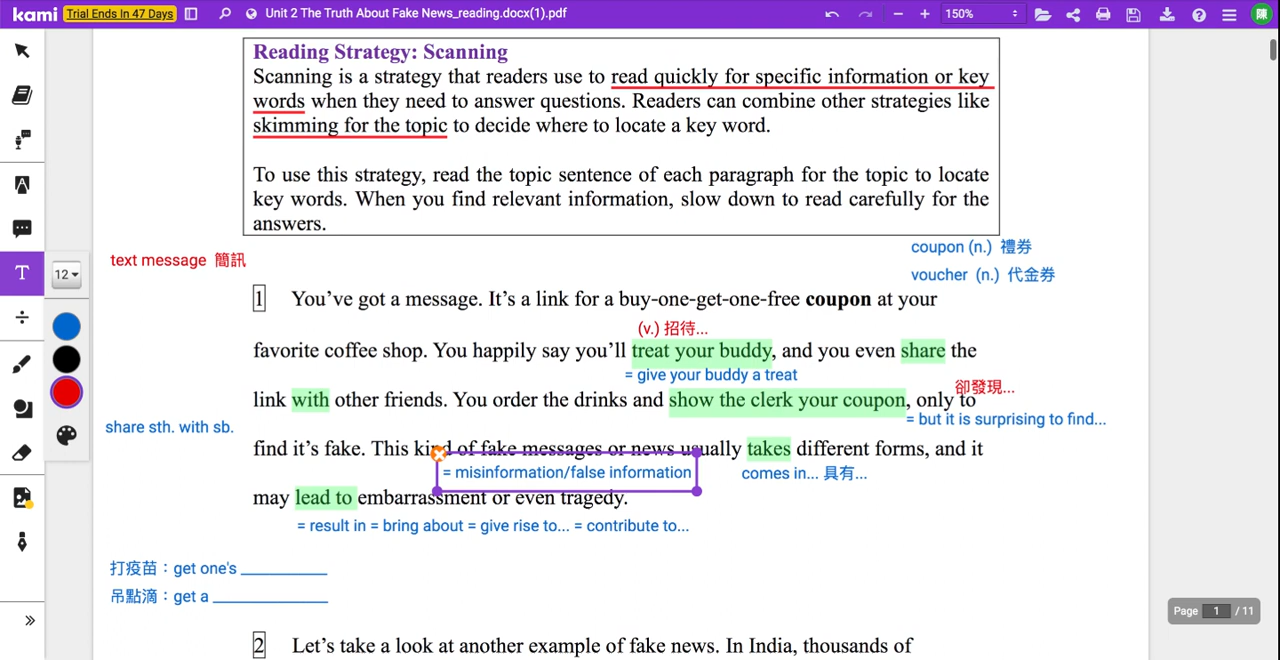 kami Trial Ends In 47 Days Unit 2 The Truth About Fake News_reading.docx(1).pdf 150% 陳
Reading Strategy: Scanning
Scanning is a strategy that readers use to read quickly for specific information or key
words when they need to answer questions. Readers can combine other strategies like
skimming for the topic to decide where to locate a key word.
To use this strategy, read the topic sentence of each paragraph for the topic to locate
key words. When you find relevant information, slow down to read carefully for the
answers.
coupon (n.) 禮券
text message 簡訊
voucher (n.) 代金券
12
1 You've got a message. It's a link for a buy-one-get-one-free coupon at your
(v.) 招待...
favorite coffee shop. You happily say you'll treat your buddy, and you even share the
= give your buddy a treat
卻發現...
link with other friends. You order the drinks and show the clerk your coupon, only to
= but it is surprising to find...
share sth. with sb.
find it's fake. This kind of fake messages or news usually takes different forms, and it
= misinformation/false information
comes in... 具有...
may lead to embarrassment or even tragedy.
= result in = bring about = give rise to... = contribute to...
打疫苗：get one's ___________
吊點滴：get a ______________
Page 1 / 11
2 Let's take a look at another example of fake news. In India, thousands of